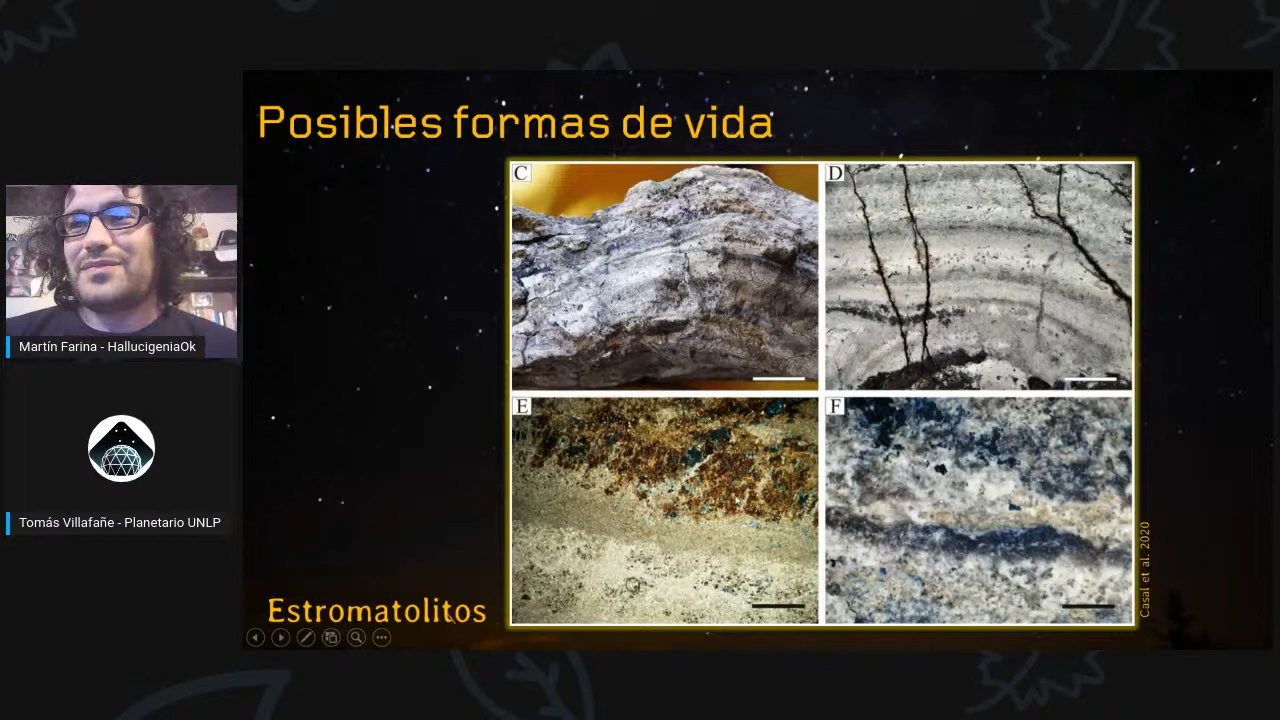 Posibles formas de vida
C
D
E
F
Casal et al. 2020
Estromatolitos
Martín Farina - HallucigeniaOk
Tomás Villafañe - Planetario UNLP